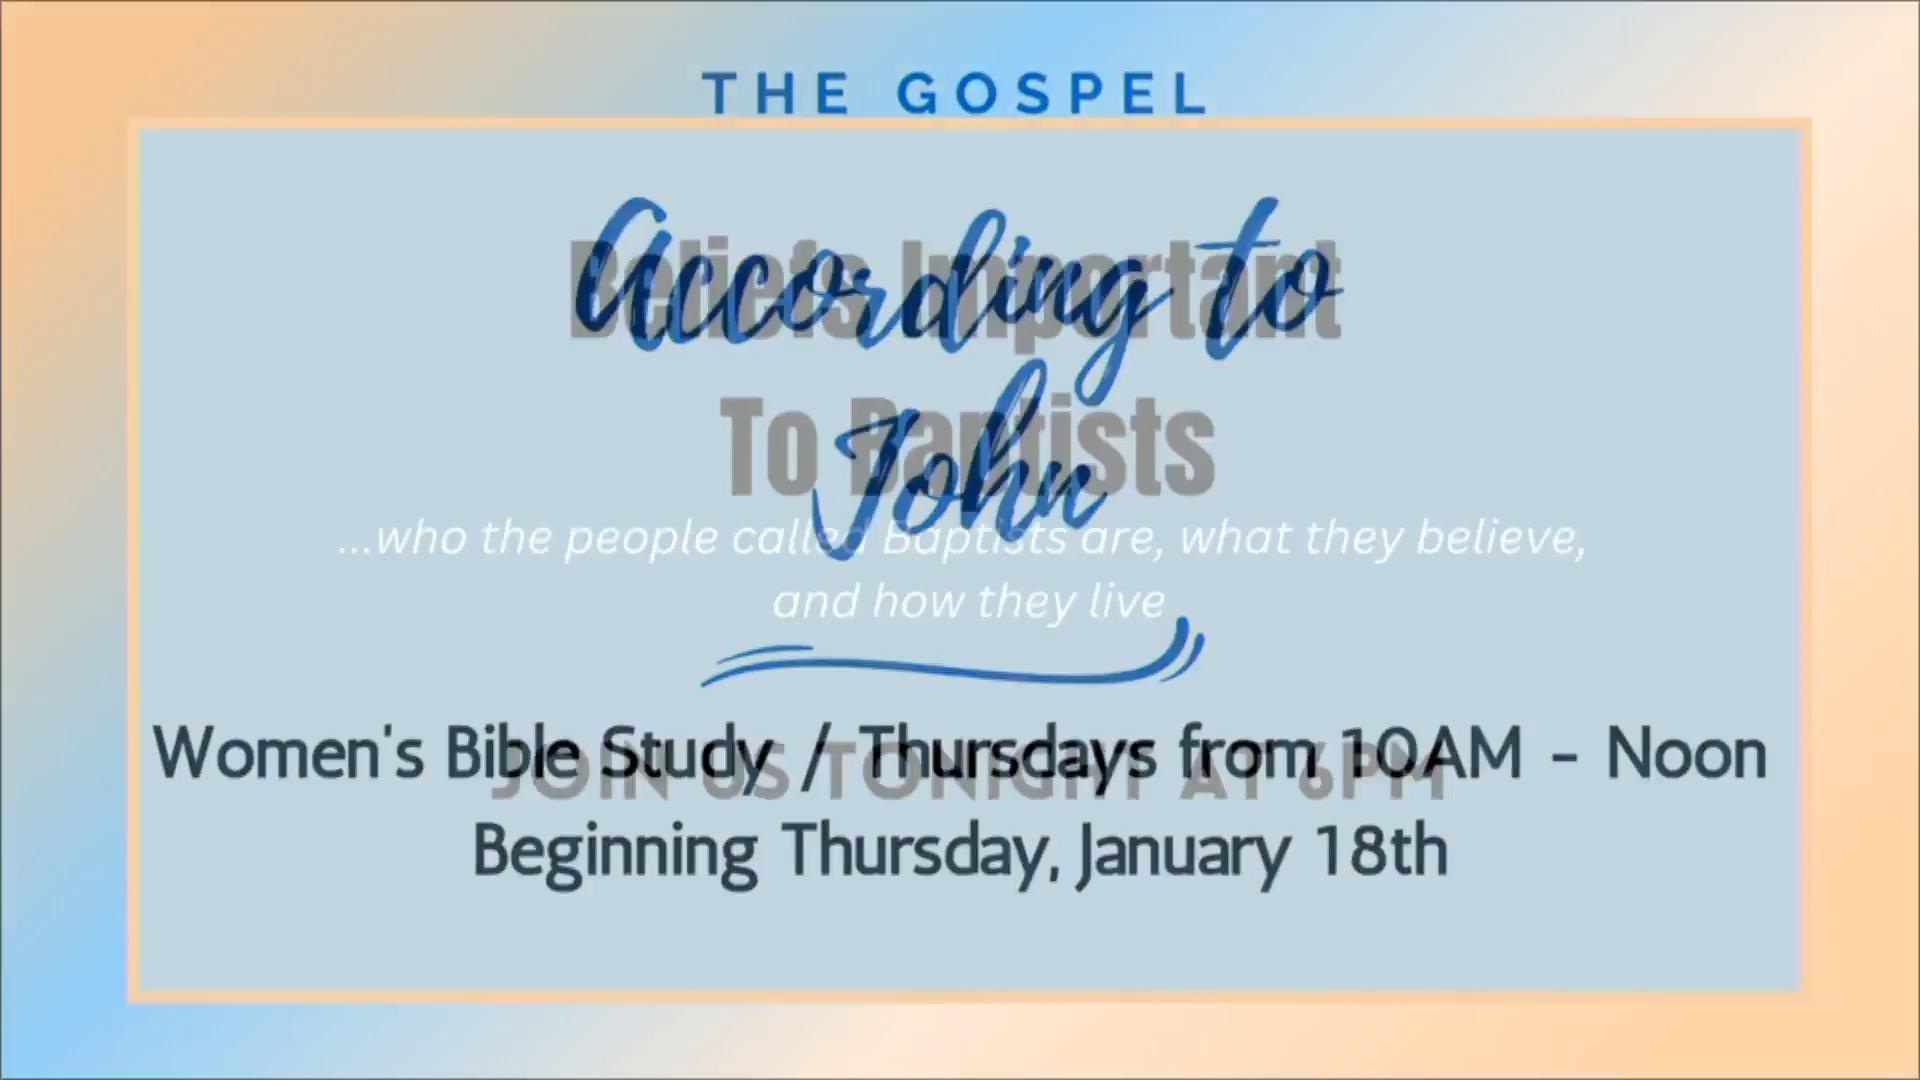 THE GOSPEL
According to
John
Beliefs Important
To Baptists
...who the people called Baptists are, what they believe,
and how they live
Women's Bible Study / Thursdays from 10AM - Noon
JOIN US TONIGHT AT 6PM
Beginning Thursday, January 18th